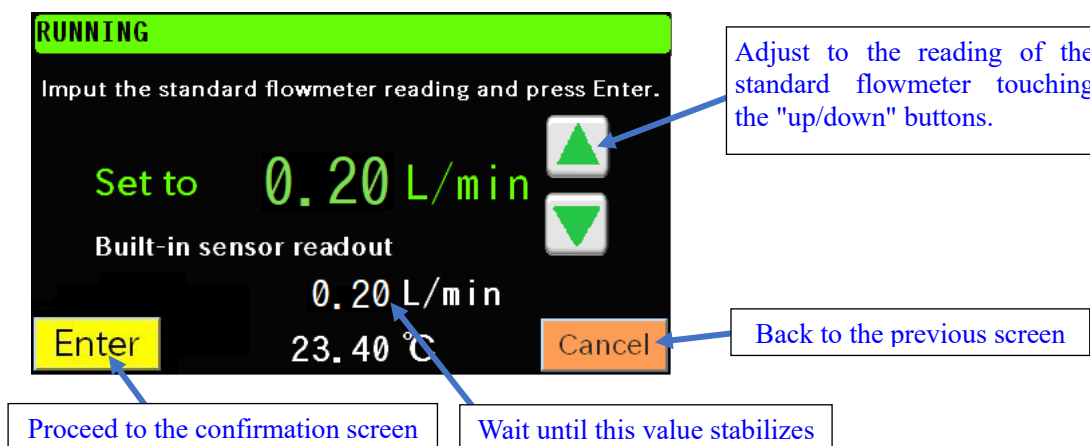 RUNNING
Imput the standard flowmeter reading and press Enter.
Adjust to the reading of the
standard flowmeter touching
the "up/down" buttons.
Set to 0.20 L/min
Built-in sensor readout
0.20 L/min
Enter
23.40 ℃
Cancel
Back to the previous screen
Proceed to the confirmation screen
Wait until this value stabilizes